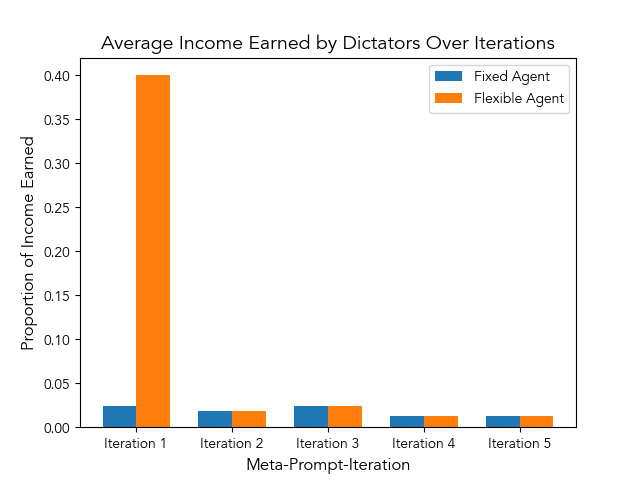 Average Income Earned by Dictators Over Iterations
Fixed Agent
Flexible Agent
0.40
0.35
0.30
0.25
0.20
0.15
0.10
0.05
0.00
Proportion of Income Earned
Iteration 1 Iteration 2 Iteration 3 Iteration 4 Iteration 5
Meta-Prompt-Iteration